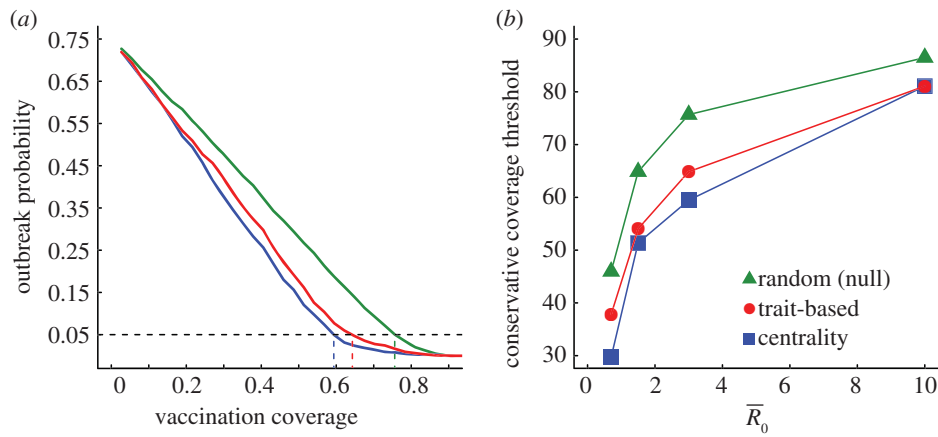 (a)
0.75
0.65
0.55
0.45
0.35
0.25
0.15
0.05
outbreak probability
0 0.2 0.4 0.6 0.8
vaccination coverage
(b)
90
80
70
60
50
40
30
conservative coverage threshold
random (null)
trait-based
centrality
0 2 4 6 8 10
R̅₀